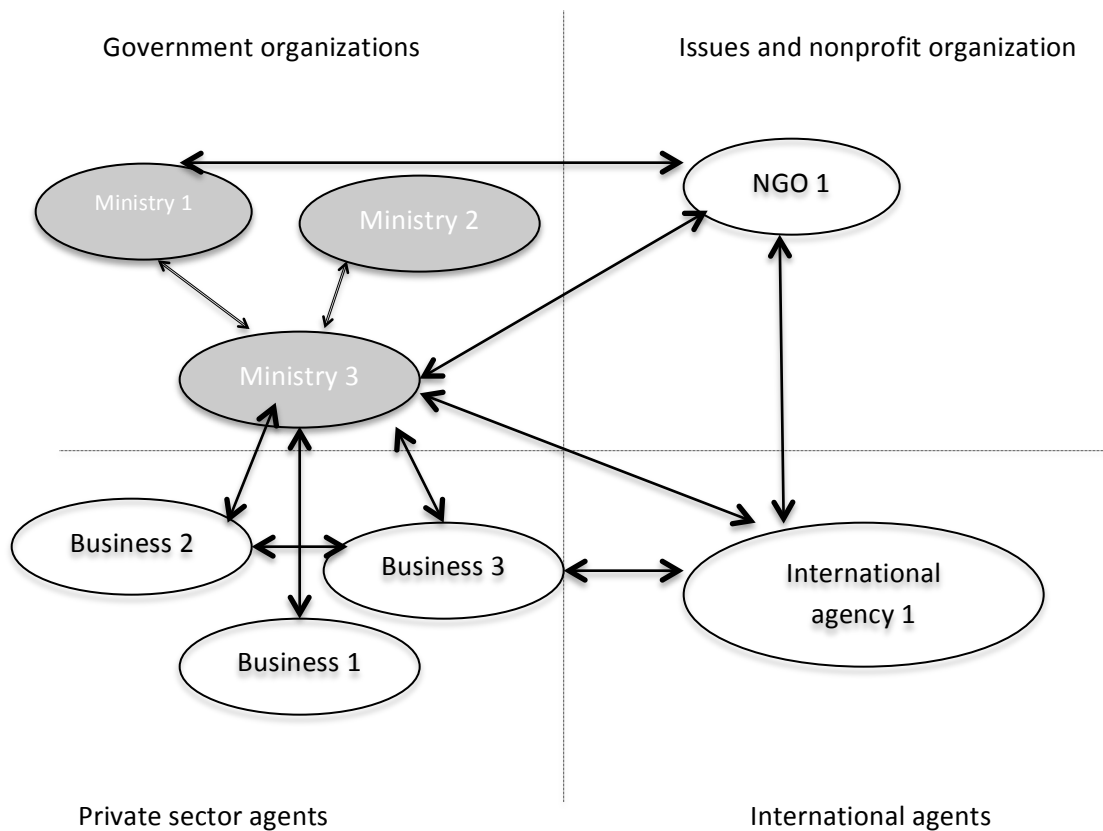 Government organizations
Issues and nonprofit organization
Ministry 1
Ministry 2
NGO 1
Ministry 3
Business 2
Business 3
International
agency 1
Business 1
Private sector agents
International agents